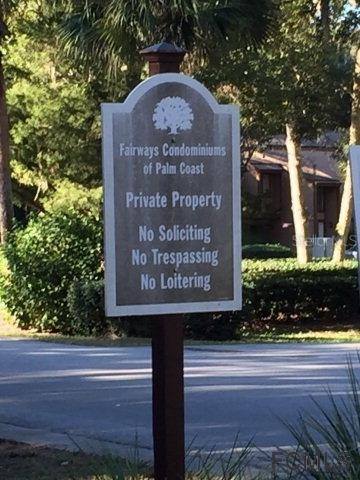 Fairways Condominiums
of Palm Coast
Private Property
No Soliciting
No Trespassing
No Loitering